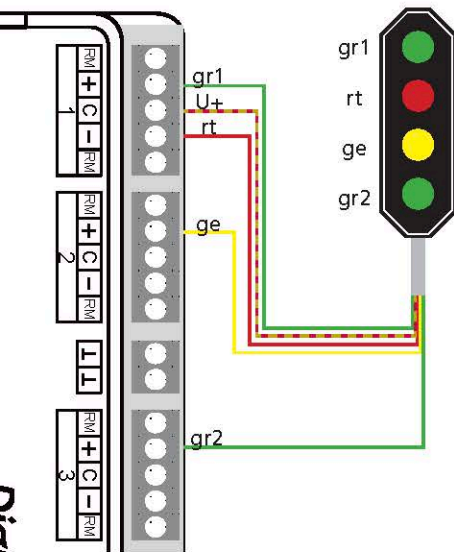 gr1
rt
ge
gr2
gr1
U+
rt
ge
gr2
RM + C - RM
1
RM + C - RM
2
⊥ ⊥
RM + C - RM
3